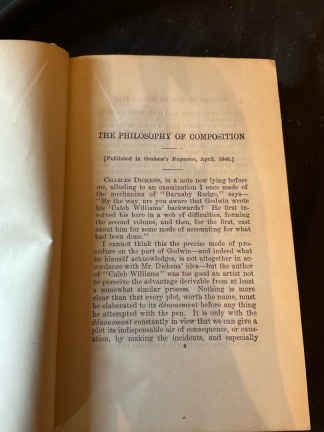 THE PHILOSOPHY OF COMPOSITION
[Published in Graham's Magazine, April, 1846.]
CHARLES DICKENS, in a note now lying before
me, alluding to an examination I once made of
the mechanism of "Barnaby Rudge," says—
"By the way, are you aware that Godwin wrote
his 'Caleb Williams' backwards? He first in-
volved his hero in a web of difficulties, forming
the second volume, and then, for the first, cast
about him for some mode of accounting for what
had been done."
I cannot think this the precise mode of pro-
cedure on the part of Godwin—and indeed what
he himself acknowledges, is not altogether in ac-
cordance with Mr. Dickens' idea—but the author
of "Caleb Williams" was too good an artist not
to perceive the advantage derivable from at least
a somewhat similar process. Nothing is more
clear than that every plot, worth the name, must
be elaborated to its dénouement before any thing
be attempted with the pen. It is only with the
dénouement constantly in view that we can give a
plot its indispensable air of consequence, or caus-
ation, by making the incidents, and especially